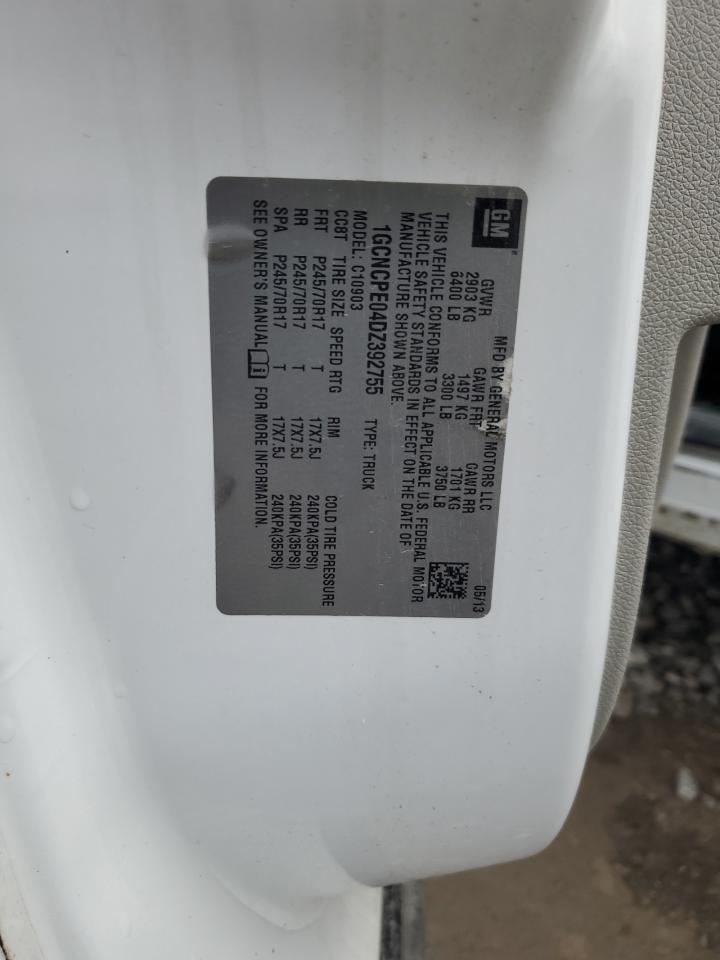 GM
MFD BY GENERAL MOTORS LLC 05/13
GVWR GAWR FRT GAWR RR
2903 KG 1497 KG 1701 KG
6400 LB 3300 LB 3750 LB
THIS VEHICLE CONFORMS TO ALL APPLICABLE U.S. FEDERAL MOTOR
VEHICLE SAFETY STANDARDS IN EFFECT ON THE DATE OF
MANUFACTURE SHOWN ABOVE.
1GCNCPE04DZ392755 TYPE: TRUCK
MODEL: C10903
CC8T TIRE SIZE SPEED RTG RIM COLD TIRE PRESSURE
FRT P245/70R17 T 17X7.5J 240KPA(35PSI)
RR P245/70R17 T 17X7.5J 240KPA(35PSI)
SPA P245/70R17 T 17X7.5J 240KPA(35PSI)
SEE OWNER'S MANUAL FOR MORE INFORMATION.